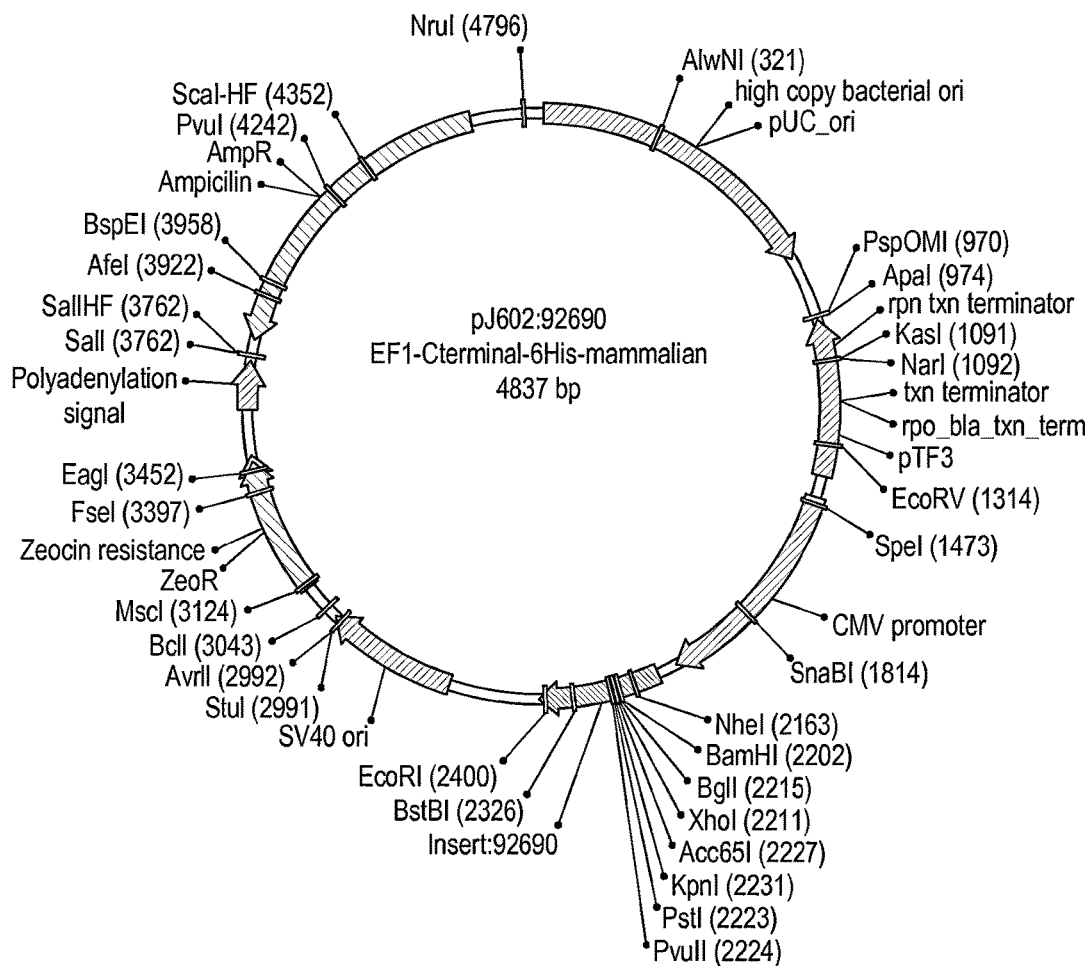 NruI (4796)
AlwNI (321)
high copy bacterial ori
pUC_ori
PspOMI (970)
ApaI (974)
rpn txn terminator
KasI (1091)
NarI (1092)
txn terminator
rpo_bla_txn_term
pTF3
EcoRV (1314)
SpeI (1473)
CMV promoter
SnaBI (1814)
NheI (2163)
BamHI (2202)
BglI (2215)
XhoI (2211)
Acc65I (2227)
KpnI (2231)
PstI (2223)
PvuII (2224)
Insert:92690
BstBI (2326)
EcoRI (2400)
SV40 ori
StuI (2991)
AvrII (2992)
BclI (3043)
MscI (3124)
ZeoR
Zeocin resistance
FseI (3397)
EagI (3452)
Polyadenylation
signal
SalI (3762)
SalIHF (3762)
AfeI (3922)
BspEI (3958)
Ampicilin
AmpR
PvuI (4242)
ScaI-HF (4352)
pJ602:92690
EF1-Cterminal-6His-mammalian
4837 bp